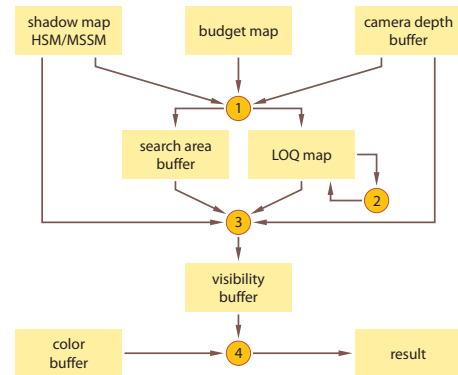 shadow map
HSM/MSSM
budget map
camera depth
buffer
1
search area
buffer
LOQ map
2
3
visibility
buffer
color
buffer
4
result